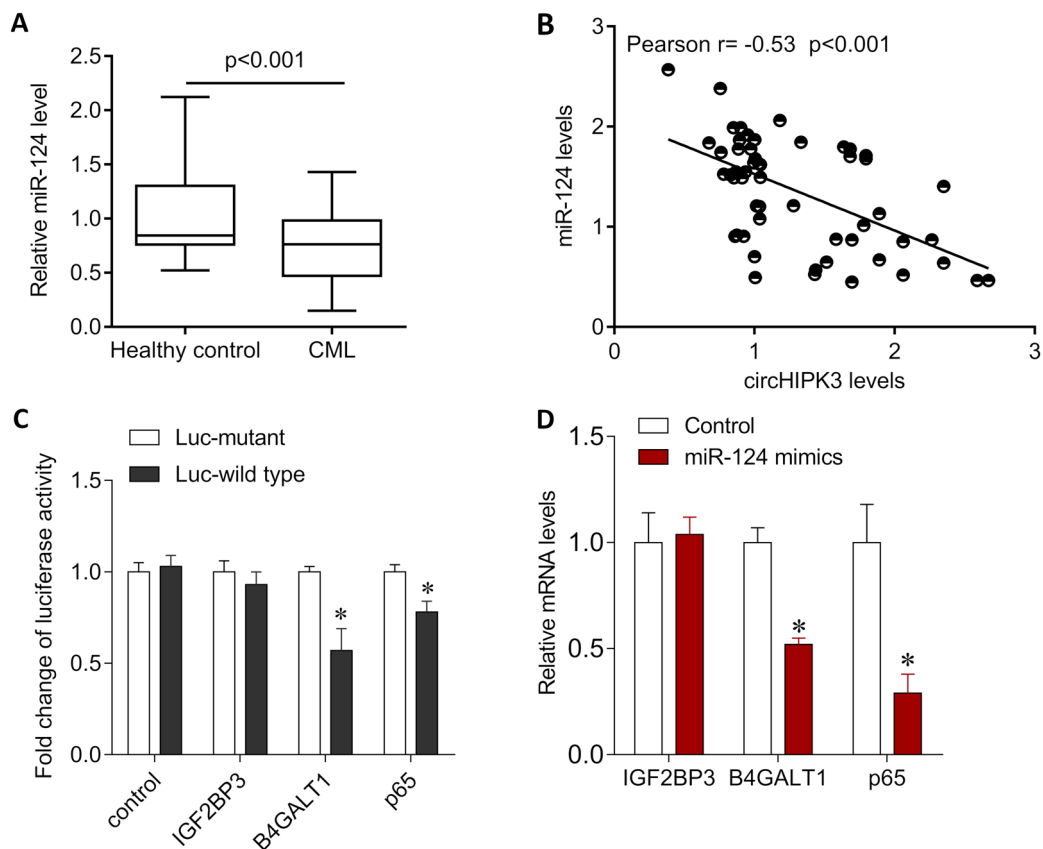 A
p<0.001
Relative miR-124 level
2.5
2.0
1.5
1.0
0.5
0.0
Healthy control
CML
B
Pearson r= -0.53 p<0.001
miR-124 levels
3
2
1
0
0
1
2
3
circHIPK3 levels
C
Luc-mutant
Luc-wild type
Fold change of luciferase activity
1.5
1.0
0.5
0.0
*
*
control
IGF2BP3
B4GALT1
p65
D
Control
miR-124 mimics
Relative mRNA levels
1.5
1.0
0.5
0.0
*
*
IGF2BP3
B4GALT1
p65